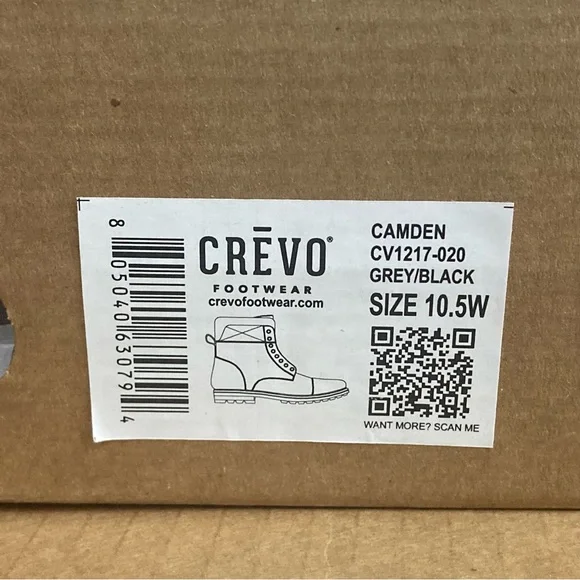 8 05040 63079 4
CRĒVO®
FOOTWEAR
crevofootwear.com
CAMDEN
CV1217-020
GREY/BLACK
SIZE 10.5W
WANT MORE? SCAN ME